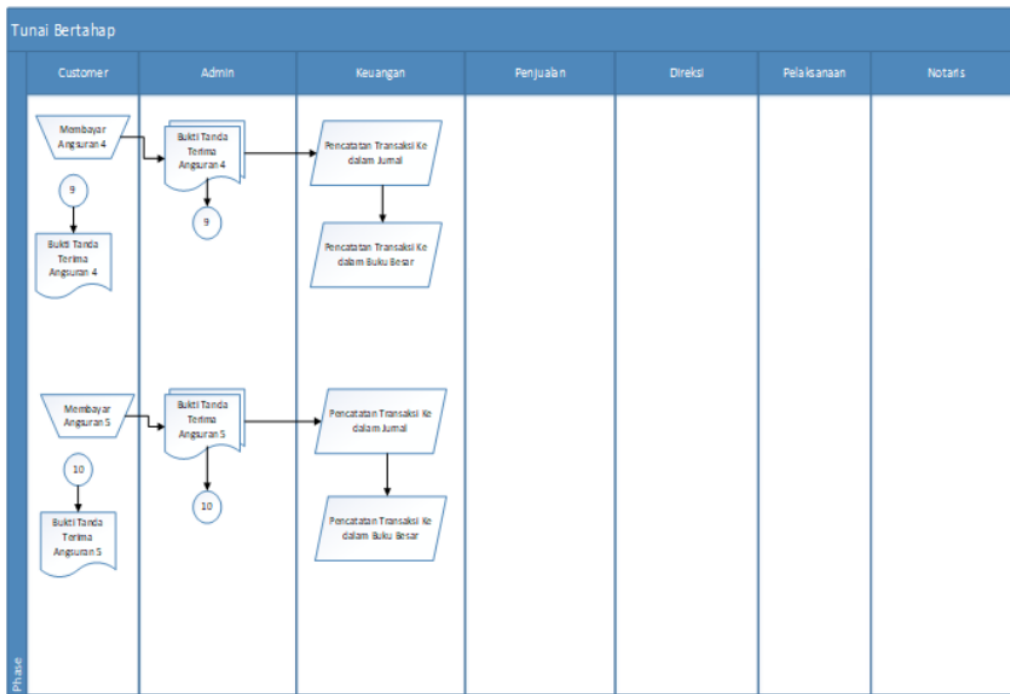 Tunai Bertahap
Customer
Admin
Keuangan
Penjualan
Direksi
Pelaksanaan
Notaris
Membayar
Angsuran 4
Bukti Tanda
Terima
Angsuran 4
Pencatatan Transaksi Ke
dalam Jurnal
9
9
Bukti Tanda
Terima
Angsuran 4
Pencatatan Transaksi Ke
dalam Buku Besar
Membayar
Angsuran 5
Bukti Tanda
Terima
Angsuran 5
Pencatatan Transaksi Ke
dalam Jurnal
10
10
Bukti Tanda
Terima
Angsuran 5
Pencatatan Transaksi Ke
dalam Buku Besar
Phase